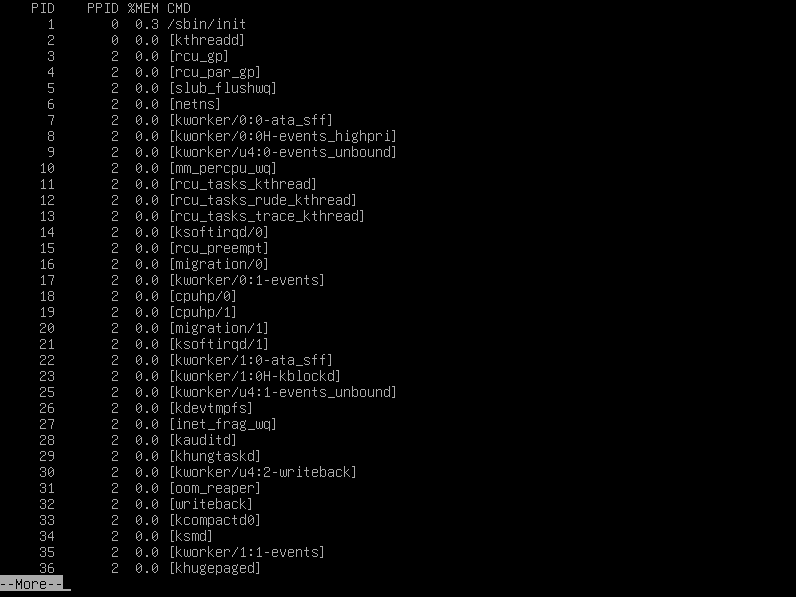 PID PPID %MEM CMD
1 0 0.3 /sbin/init
2 0 0.0 [kthreadd]
3 2 0.0 [rcu_gp]
4 2 0.0 [rcu_par_gp]
5 2 0.0 [slub_flushwq]
6 2 0.0 [netns]
7 2 0.0 [kworker/0:0-ata_sff]
8 2 0.0 [kworker/0:0H-events_highpri]
9 2 0.0 [kworker/u4:0-events_unbound]
10 2 0.0 [mm_percpu_wq]
11 2 0.0 [rcu_tasks_kthread]
12 2 0.0 [rcu_tasks_rude_kthread]
13 2 0.0 [rcu_tasks_trace_kthread]
14 2 0.0 [ksoftirqd/0]
15 2 0.0 [rcu_preempt]
16 2 0.0 [migration/0]
17 2 0.0 [kworker/0:1-events]
18 2 0.0 [cpuhp/0]
19 2 0.0 [cpuhp/1]
20 2 0.0 [migration/1]
21 2 0.0 [ksoftirqd/1]
22 2 0.0 [kworker/1:0-ata_sff]
23 2 0.0 [kworker/1:0H-kblockd]
25 2 0.0 [kworker/u4:1-events_unbound]
26 2 0.0 [kdevtmpfs]
27 2 0.0 [inet_frag_wq]
28 2 0.0 [kauditd]
29 2 0.0 [khungtaskd]
30 2 0.0 [kworker/u4:2-writeback]
31 2 0.0 [oom_reaper]
32 2 0.0 [writeback]
33 2 0.0 [kcompactd0]
34 2 0.0 [ksmd]
35 2 0.0 [kworker/1:1-events]
36 2 0.0 [khugepaged]
--More--_